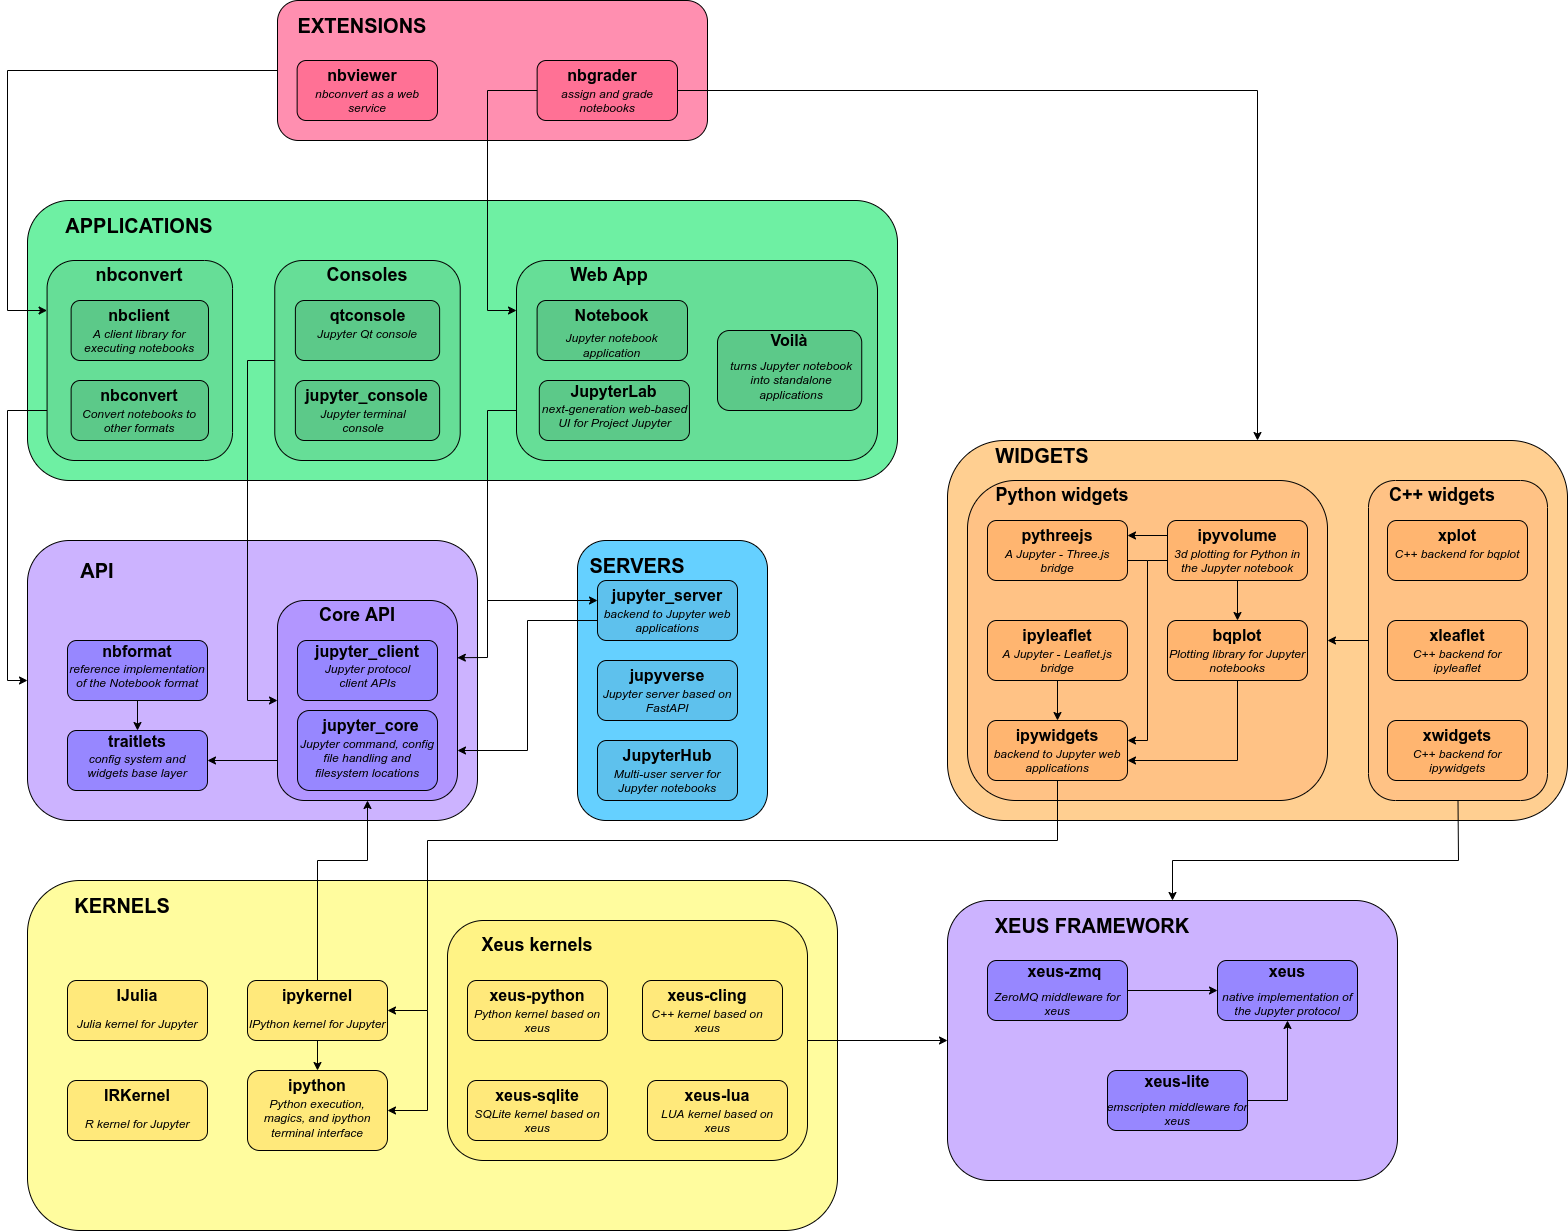 EXTENSIONS
nbviewer
nbconvert as a web
service
nbgrader
assign and grade
notebooks
APPLICATIONS
nbconvert
nbclient
A client library for
executing notebooks
nbconvert
Convert notebooks to
other formats
Consoles
qtconsole
Jupyter Qt console
jupyter_console
Jupyter terminal
console
Web App
Notebook
Jupyter notebook
application
JupyterLab
next-generation web-based
UI for Project Jupyter
Voilà
turns Jupyter notebook
into standalone
applications
WIDGETS
Python widgets
pythreejs
A Jupyter - Three.js
bridge
ipyvolume
3d plotting for Python in
the Jupyter notebook
ipyleaflet
A Jupyter - Leaflet.js
bridge
bqplot
Plotting library for Jupyter
notebooks
ipywidgets
backend to Jupyter web
applications
C++ widgets
xplot
C++ backend for bqplot
xleaflet
C++ backend for
ipyleaflet
xwidgets
C++ backend for
ipywidgets
API
nbformat
reference implementation
of the Notebook format
traitlets
config system and
widgets base layer
Core API
jupyter_client
Jupyter protocol
client APIs
jupyter_core
Jupyter command, config
file handling and
filesystem locations
SERVERS
jupyter_server
backend to Jupyter web
applications
jupyverse
Jupyter server based on
FastAPI
JupyterHub
Multi-user server for
Jupyter notebooks
KERNELS
IJulia
Julia kernel for Jupyter
IRKernel
R kernel for Jupyter
ipykernel
IPython kernel for Jupyter
ipython
Python execution,
magics, and ipython
terminal interface
Xeus kernels
xeus-python
Python kernel based on
xeus
xeus-cling
C++ kernel based on
xeus
xeus-sqlite
SQLite kernel based on
xeus
xeus-lua
LUA kernel based on
xeus
XEUS FRAMEWORK
xeus-zmq
ZeroMQ middleware for
xeus
xeus
native implementation of
the Jupyter protocol
xeus-lite
emscripten middleware for
xeus